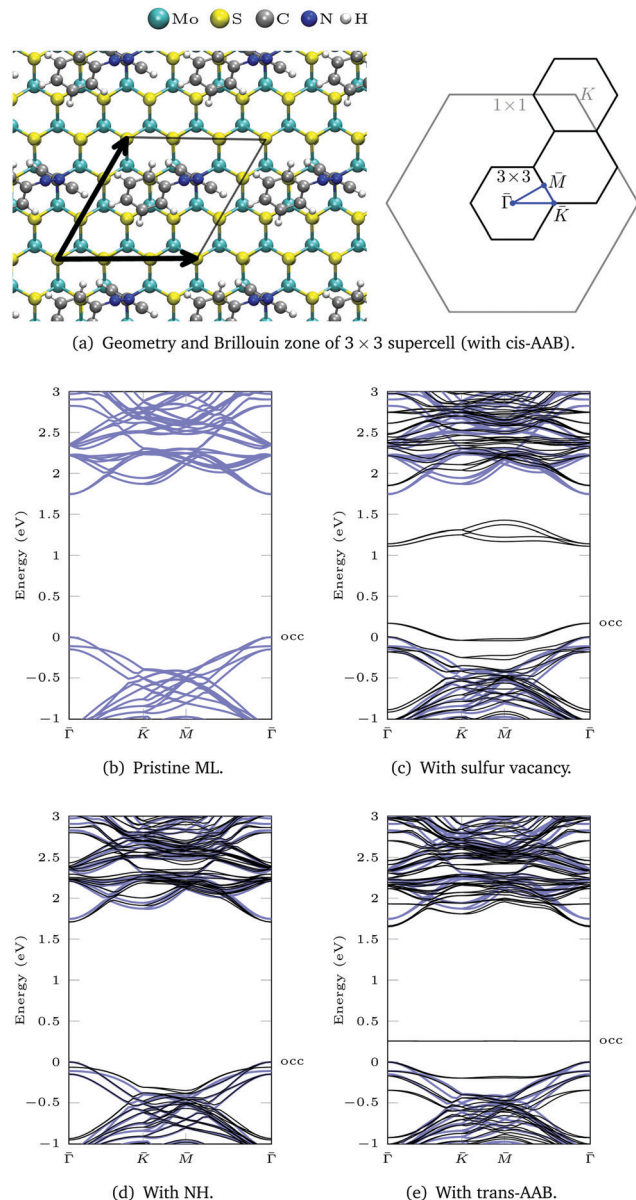 Mo S C N H
1×1
K
3×3
Γ̄
M̄
K̄
(a) Geometry and Brillouin zone of 3 × 3 supercell (with cis-AAB).
3
2.5
2
1.5
1
0.5
0
−0.5
−1
Energy (eV)
occ
Γ̄ K̄ M̄ Γ̄
(b) Pristine ML.
3
2.5
2
1.5
1
0.5
0
−0.5
−1
Energy (eV)
occ
Γ̄ K̄ M̄ Γ̄
(c) With sulfur vacancy.
3
2.5
2
1.5
1
0.5
0
−0.5
−1
Energy (eV)
occ
Γ̄ K̄ M̄ Γ̄
(d) With NH.
3
2.5
2
1.5
1
0.5
0
−0.5
−1
Energy (eV)
occ
Γ̄ K̄ M̄ Γ̄
(e) With trans-AAB.